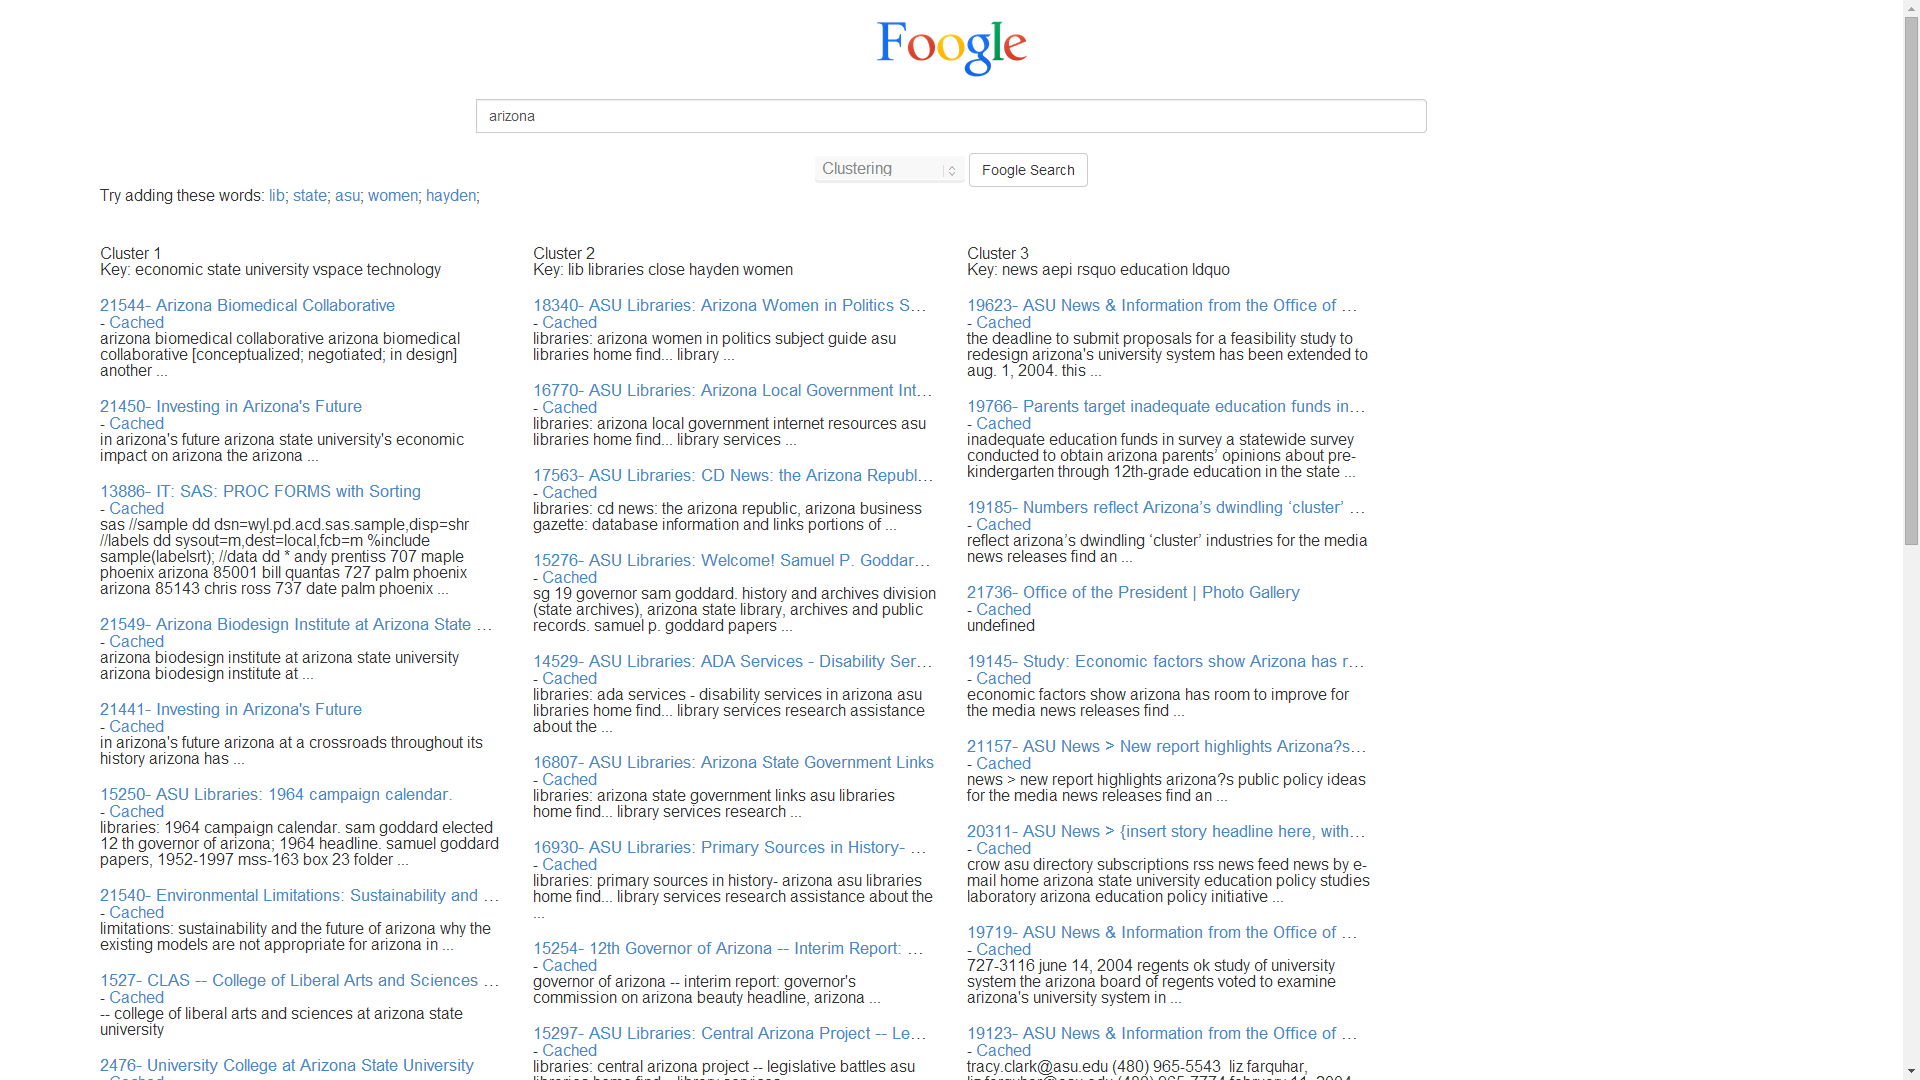 Foogle
arizona
Clustering
Foogle Search
Try adding these words: lib; state; asu; women; hayden;
Cluster 1
Key: economic state university vspace technology
21544- Arizona Biomedical Collaborative
- Cached
arizona biomedical collaborative arizona biomedical
collaborative [conceptualized; negotiated; in design]
another ...
21450- Investing in Arizona's Future
- Cached
in arizona's future arizona state university's economic
impact on arizona the arizona ...
13886- IT: SAS: PROC FORMS with Sorting
- Cached
sas //sample dd dsn=wyl.pd.acd.sas.sample,disp=shr
//labels dd sysout=m,dest=local,fcb=m %include
sample(labelsrt); //data dd * andy prentiss 707 maple
phoenix arizona 85001 bill quantas 727 palm phoenix
arizona 85143 chris ross 737 date palm phoenix ...
21549- Arizona Biodesign Institute at Arizona State ...
- Cached
arizona biodesign institute at arizona state university
arizona biodesign institute at ...
21441- Investing in Arizona's Future
- Cached
in arizona's future arizona at a crossroads throughout its
history arizona has ...
15250- ASU Libraries: 1964 campaign calendar.
- Cached
libraries: 1964 campaign calendar. sam goddard elected
12 th governor of arizona; 1964 headline. samuel goddard
papers, 1952-1997 mss-163 box 23 folder ...
21540- Environmental Limitations: Sustainability and ...
- Cached
limitations: sustainability and the future of arizona why the
existing models are not appropriate for arizona in ...
1527- CLAS -- College of Liberal Arts and Sciences ...
- Cached
-- college of liberal arts and sciences at arizona state
university
2476- University College at Arizona State University
- Cached
Cluster 2
Key: lib libraries close hayden women
18340- ASU Libraries: Arizona Women in Politics S...
- Cached
libraries: arizona women in politics subject guide asu
libraries home find... library ...
16770- ASU Libraries: Arizona Local Government Int...
- Cached
libraries: arizona local government internet resources asu
libraries home find... library services ...
17563- ASU Libraries: CD News: the Arizona Republ...
- Cached
libraries: cd news: the arizona republic, arizona business
gazette: database information and links portions of ...
15276- ASU Libraries: Welcome! Samuel P. Goddar...
- Cached
sg 19 governor sam goddard. history and archives division
(state archives), arizona state library, archives and public
records. samuel p. goddard papers ...
14529- ASU Libraries: ADA Services - Disability Ser...
- Cached
libraries: ada services - disability services in arizona asu
libraries home find... library services research assistance
about the ...
16807- ASU Libraries: Arizona State Government Links
- Cached
libraries: arizona state government links asu libraries
home find... library services research ...
16930- ASU Libraries: Primary Sources in History- ...
- Cached
libraries: primary sources in history- arizona asu libraries
home find... library services research assistance about the
...
15254- 12th Governor of Arizona -- Interim Report: ...
- Cached
governor of arizona -- interim report: governor's
commission on arizona beauty headline, arizona ...
15297- ASU Libraries: Central Arizona Project -- Le...
- Cached
libraries: central arizona project -- legislative battles asu
libraries home find... library services
Cluster 3
Key: news aepi rsquo education ldquo
19623- ASU News & Information from the Office of ...
- Cached
the deadline to submit proposals for a feasibility study to
redesign arizona's university system has been extended to
aug. 1, 2004. this ...
19766- Parents target inadequate education funds in...
- Cached
inadequate education funds in survey a statewide survey
conducted to obtain arizona parents’ opinions about pre-
kindergarten through 12th-grade education in the state ...
19185- Numbers reflect Arizona’s dwindling ‘cluster’ ...
- Cached
reflect arizona’s dwindling ‘cluster’ industries for the media
news releases find an ...
21736- Office of the President | Photo Gallery
- Cached
undefined
19145- Study: Economic factors show Arizona has r...
- Cached
economic factors show arizona has room to improve for
the media news releases find ...
21157- ASU News > New report highlights Arizona?s...
- Cached
news > new report highlights arizona?s public policy ideas
for the media news releases find an ...
20311- ASU News > {insert story headline here, with...
- Cached
crow asu directory subscriptions rss news feed news by e-
mail home arizona state university education policy studies
laboratory arizona education policy initiative ...
19719- ASU News & Information from the Office of ...
- Cached
727-3116 june 14, 2004 regents ok study of university
system the arizona board of regents voted to examine
arizona's university system in ...
19123- ASU News & Information from the Office of ...
- Cached
tracy.clark@asu.edu (480) 965-5543 liz farquhar,
liz.farquhar@asu.edu (480) 965-7774 february 11, 2004